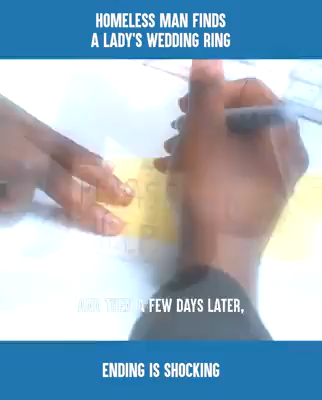 HOMELESS MAN FINDS
A LADY'S WEDDING RING
AND THEN A FEW DAYS LATER,
ENDING IS SHOCKING